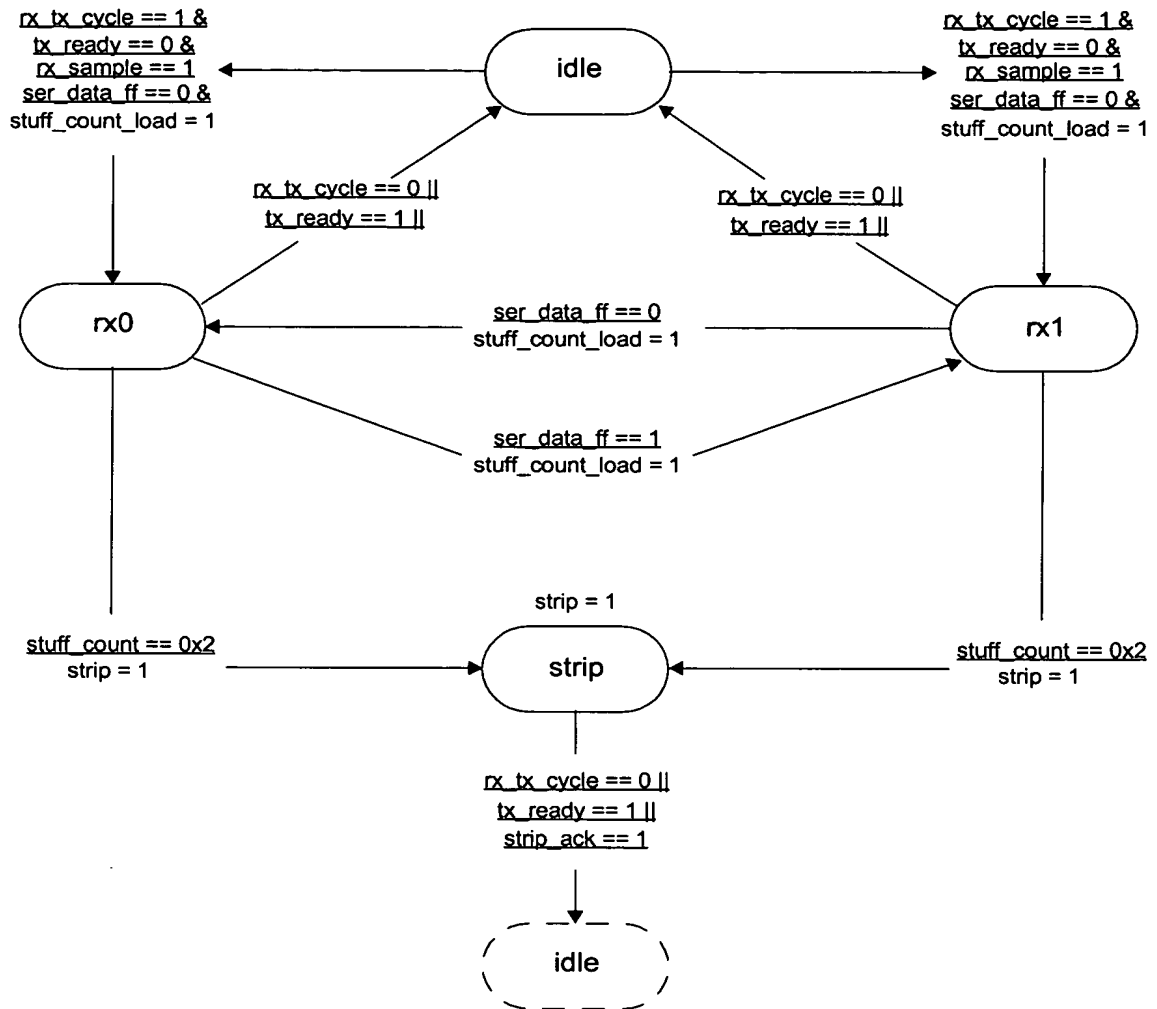 rx_tx_cycle == 1 &
tx_ready == 0 &
rx_sample == 1
ser_data_ff == 0 &
stuff_count_load = 1
idle
rx_tx_cycle == 1 &
tx_ready == 0 &
rx_sample == 1
ser_data_ff == 0 &
stuff_count_load = 1
rx_tx_cycle == 0 ||
tx_ready == 1 ||
rx_tx_cycle == 0 ||
tx_ready == 1 ||
rx0
ser_data_ff == 0
stuff_count_load = 1
rx1
ser_data_ff == 1
stuff_count_load = 1
strip = 1
stuff_count == 0x2
strip = 1
strip
stuff_count == 0x2
strip = 1
rx_tx_cycle == 0 ||
tx_ready == 1 ||
strip_ack == 1
idle